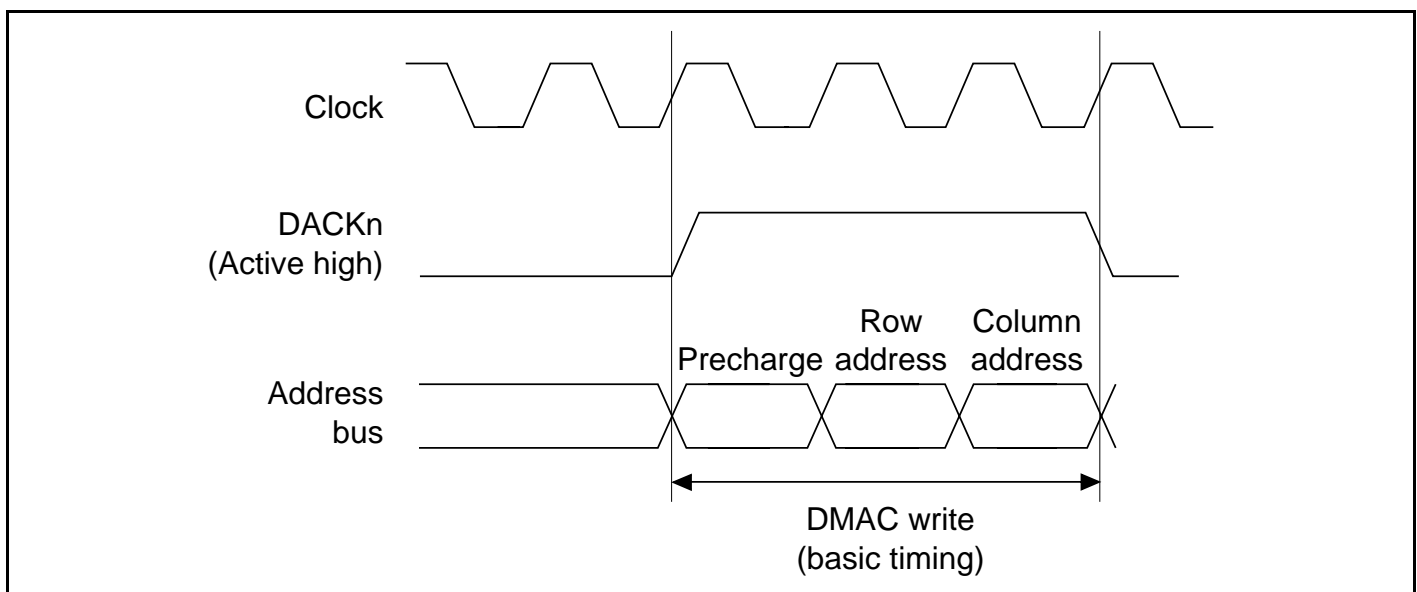 Clock
DACKn
(Active high)
Row
address
Column
address
Precharge
Address
bus
DMAC write
(basic timing)